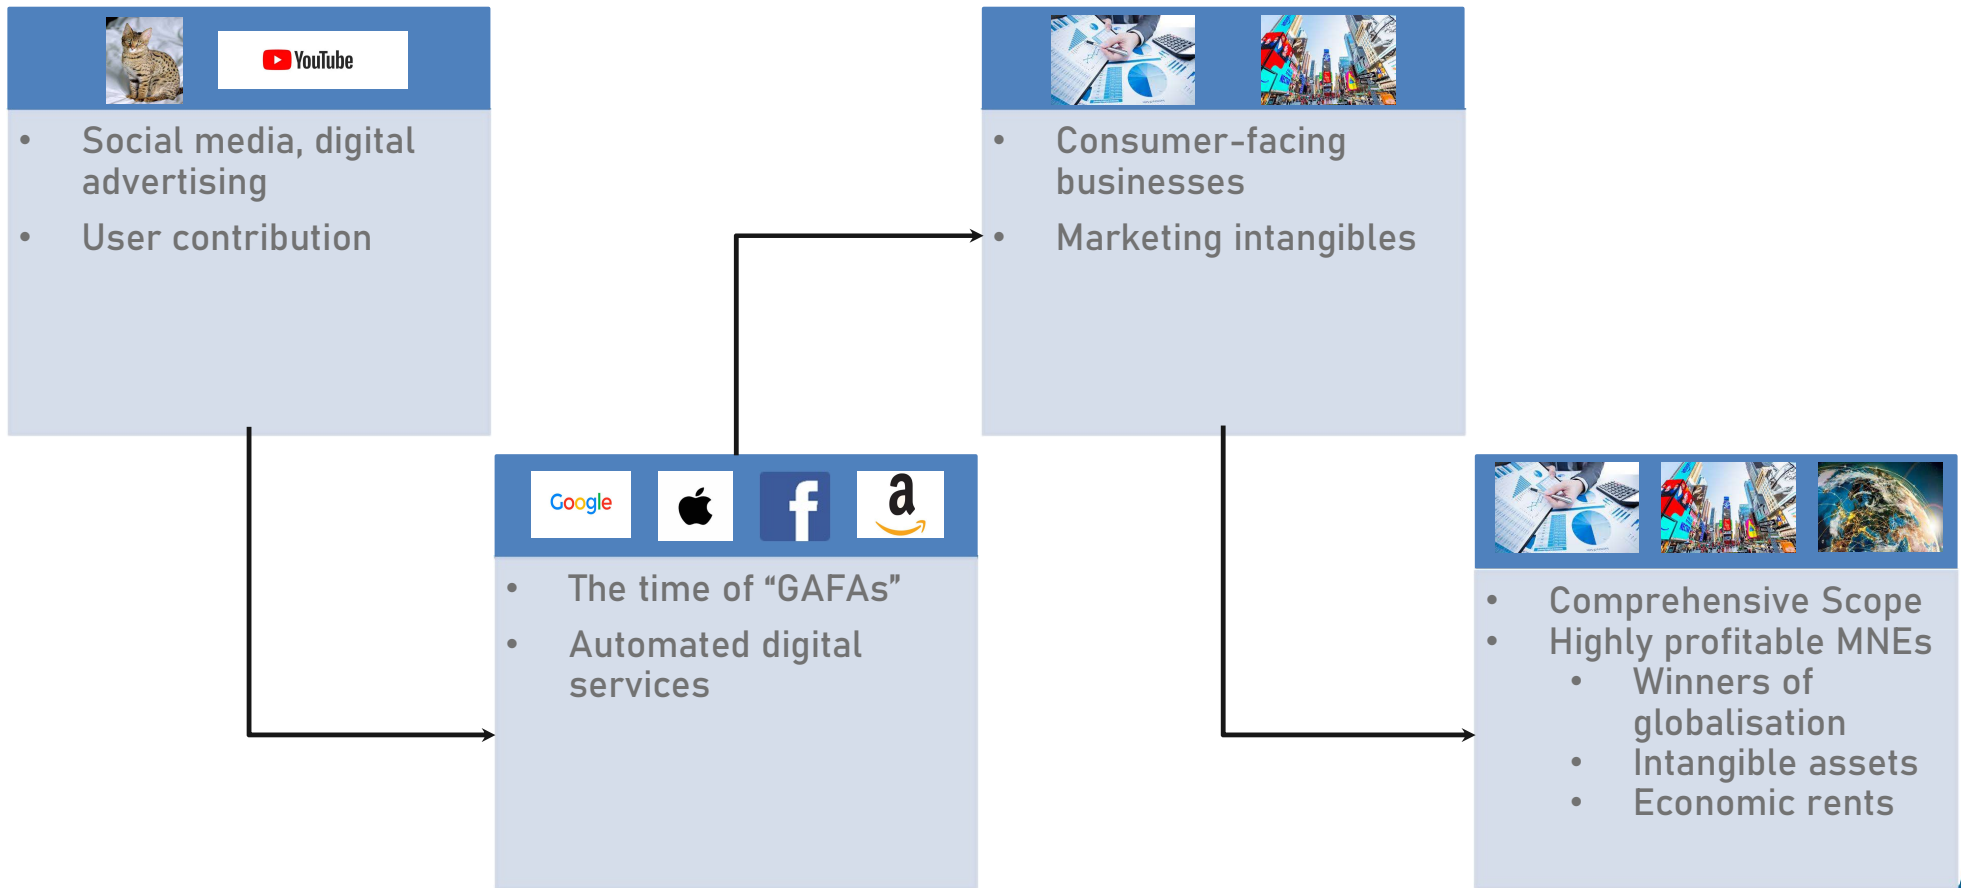 YouTube
• Social media, digital
advertising
• User contribution
Google
f
a
• The time of “GAFAs”
• Automated digital
services
• Consumer-facing
businesses
• Marketing intangibles
• Comprehensive Scope
• Highly profitable MNEs
• Winners of
globalisation
• Intangible assets
• Economic rents